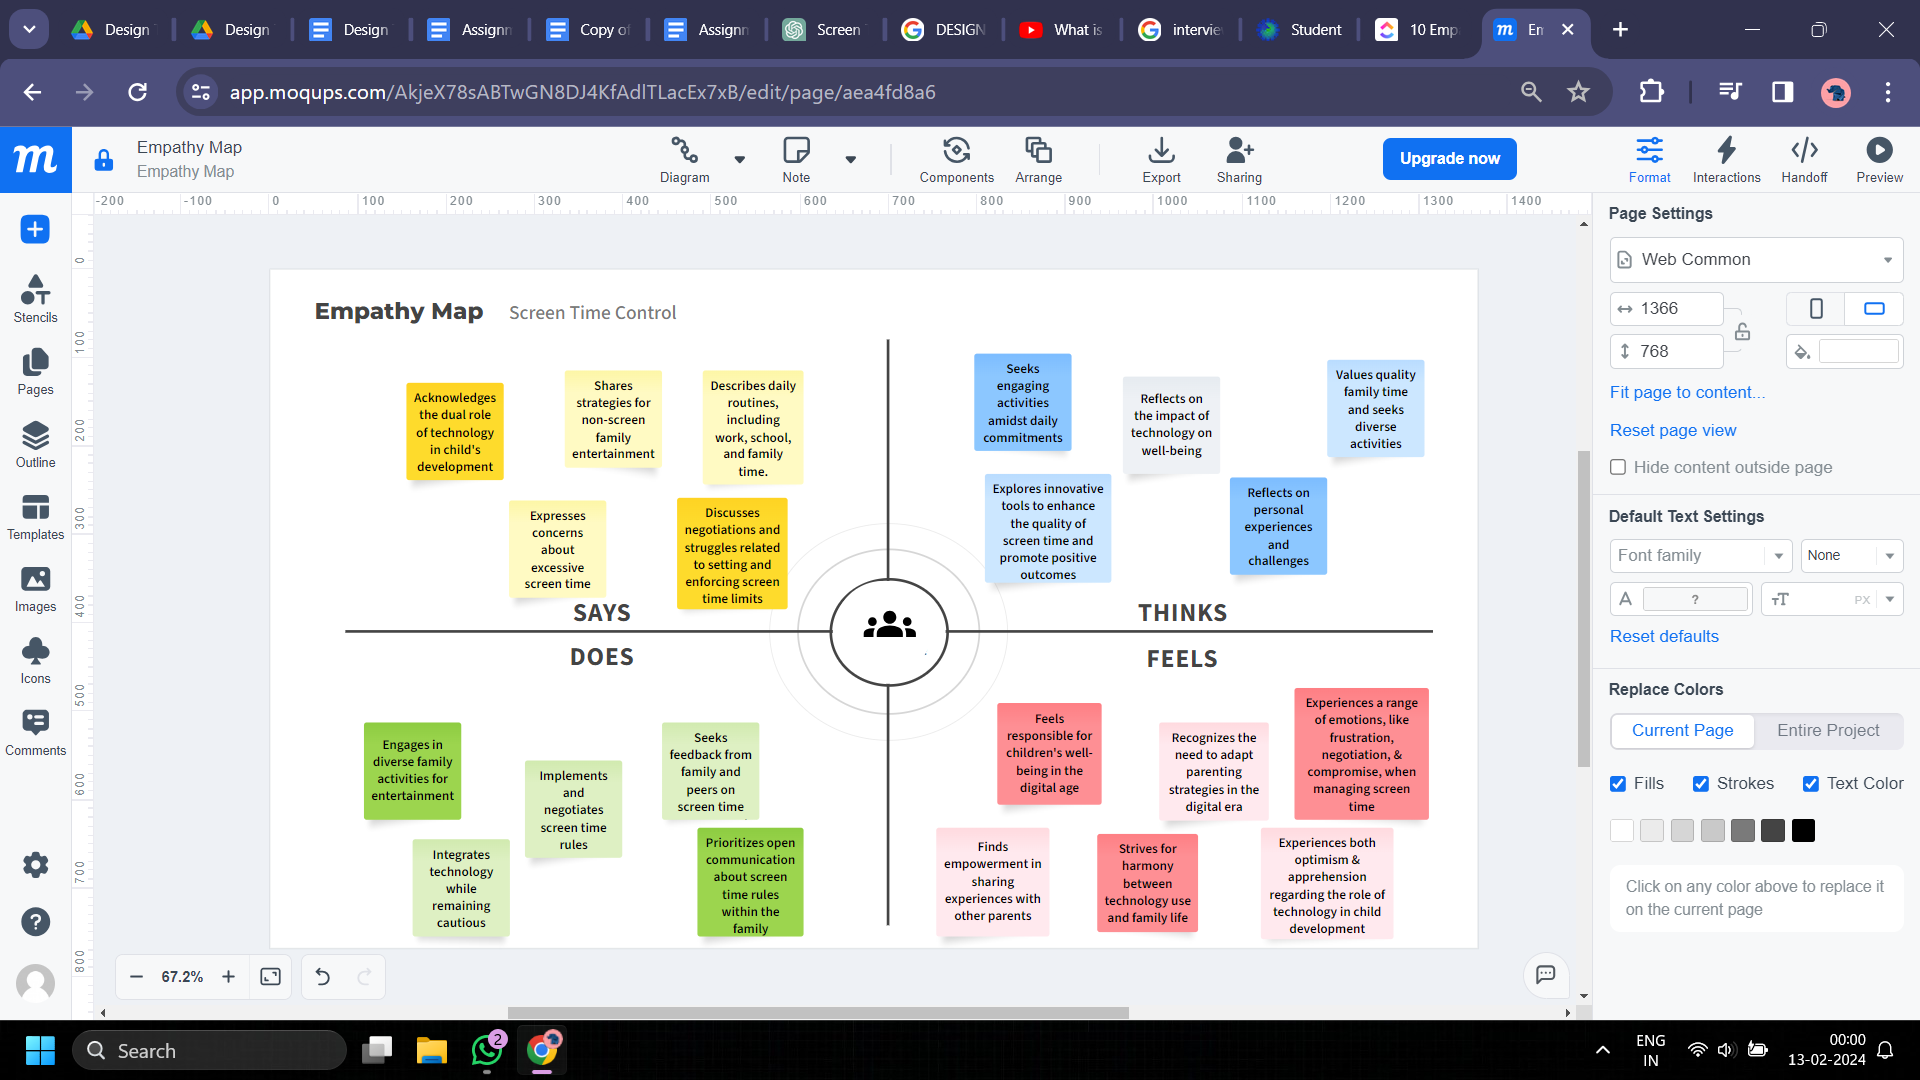 Design
Design
Design
Assignn
Copy of
Assignn
Screen
DESIGN
What is
intervie
Student
10 Emp
En
app.moqups.com/AkjeX78sABTwGN8DJ4KfAdlTLacEx7xB/edit/page/aea4fd8a6
Empathy Map
Empathy Map
Diagram
Note
Components
Arrange
Export
Sharing
Upgrade now
Format
Interactions
Handoff
Preview
-200 -100 0 100 200 300 400 500 600 700 800 900 1000 1100 1200 1300 1400
0
100
200
300
400
500
600
700
800
Stencils
Pages
Outline
Templates
Images
Icons
Comments
Empathy Map Screen Time Control
Acknowledges
the dual role
of technology
in child's
development
Shares
strategies for
non-screen
family
entertainment
Describes daily
routines,
including
work, school,
and family
time.
Expresses
concerns
about
excessive
screen time
Discusses
negotiations and
struggles related
to setting and
enforcing screen
time limits
SAYS
Seeks
engaging
activities
amidst daily
commitments
Reflects on
the impact of
technology on
well-being
Values quality
family time
and seeks
diverse
activities
Explores innovative
tools to enhance
the quality of
screen time and
promote positive
outcomes
Reflects on
personal
experiences
and
challenges
THINKS
DOES
Engages in
diverse family
activities for
entertainment
Implements
and
negotiates
screen time
rules
Seeks
feedback from
family and
peers on
screen time
Integrates
technology
while
remaining
cautious
Prioritizes open
communication
about screen
time rules
within the
family
FEELS
Feels
responsible for
children's well-
being in the
digital age
Recognizes the
need to adapt
parenting
strategies in the
digital era
Experiences a range
of emotions, like
frustration,
negotiation, &
compromise, when
managing screen
time
Finds
empowerment in
sharing
experiences with
other parents
Strives for
harmony
between
technology use
and family life
Experiences both
optimism &
apprehension
regarding the role of
technology in child
development
67.2%
Page Settings
Web Common
1366
768
Fit page to content...
Reset page view
Hide content outside page
Default Text Settings
Font family
None
A ?
TT PX
Reset defaults
Replace Colors
Current Page
Entire Project
Fills
Strokes
Text Color
Click on any color above to replace it
on the current page
Search
2
ENG
IN
00:00
13-02-2024